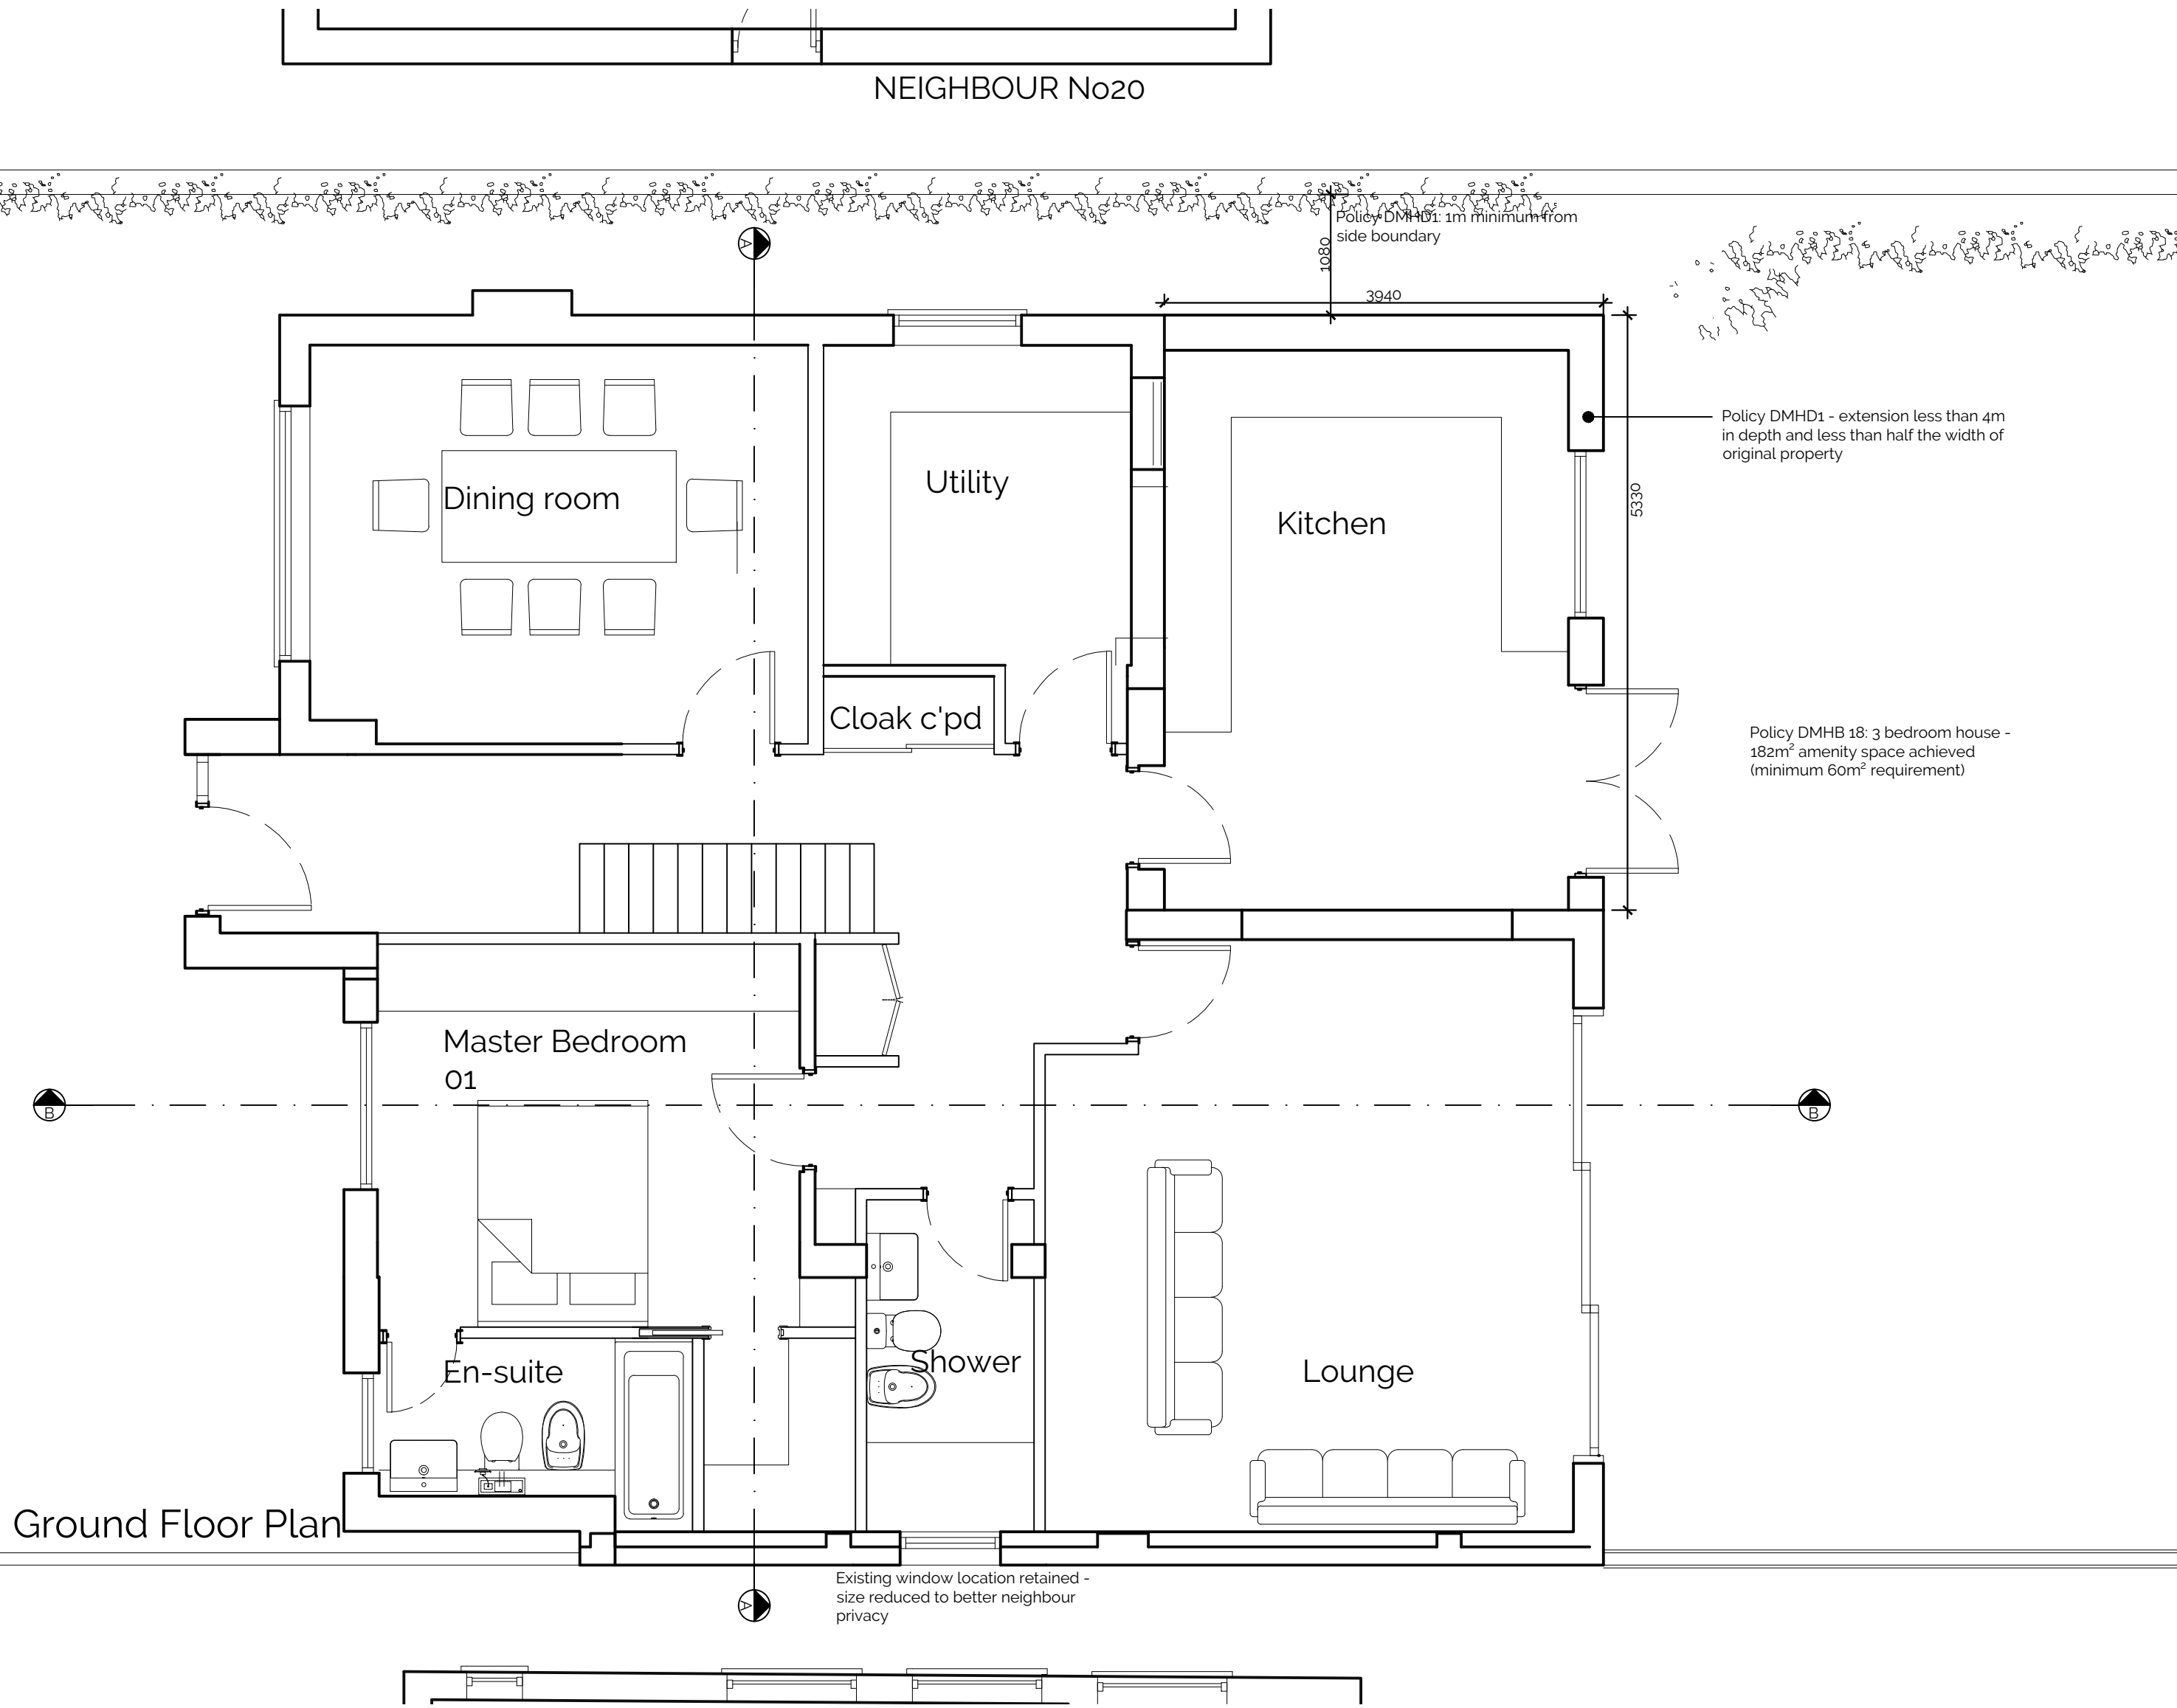 NEIGHBOUR No20
Policy DMHD1: 1m minimum from
side boundary
1080
A
3940
Policy DMHD1 - extension less than 4m
in depth and less than half the width of
original property
Dining room
Utility
Kitchen
5330
Cloak c'pd
Policy DMHB 18: 3 bedroom house -
182m² amenity space achieved
(minimum 60m² requirement)
Master Bedroom
01
B
B
En-suite
Shower
Lounge
Ground Floor Plan
Existing window location retained -
size reduced to better neighbour
privacy
A